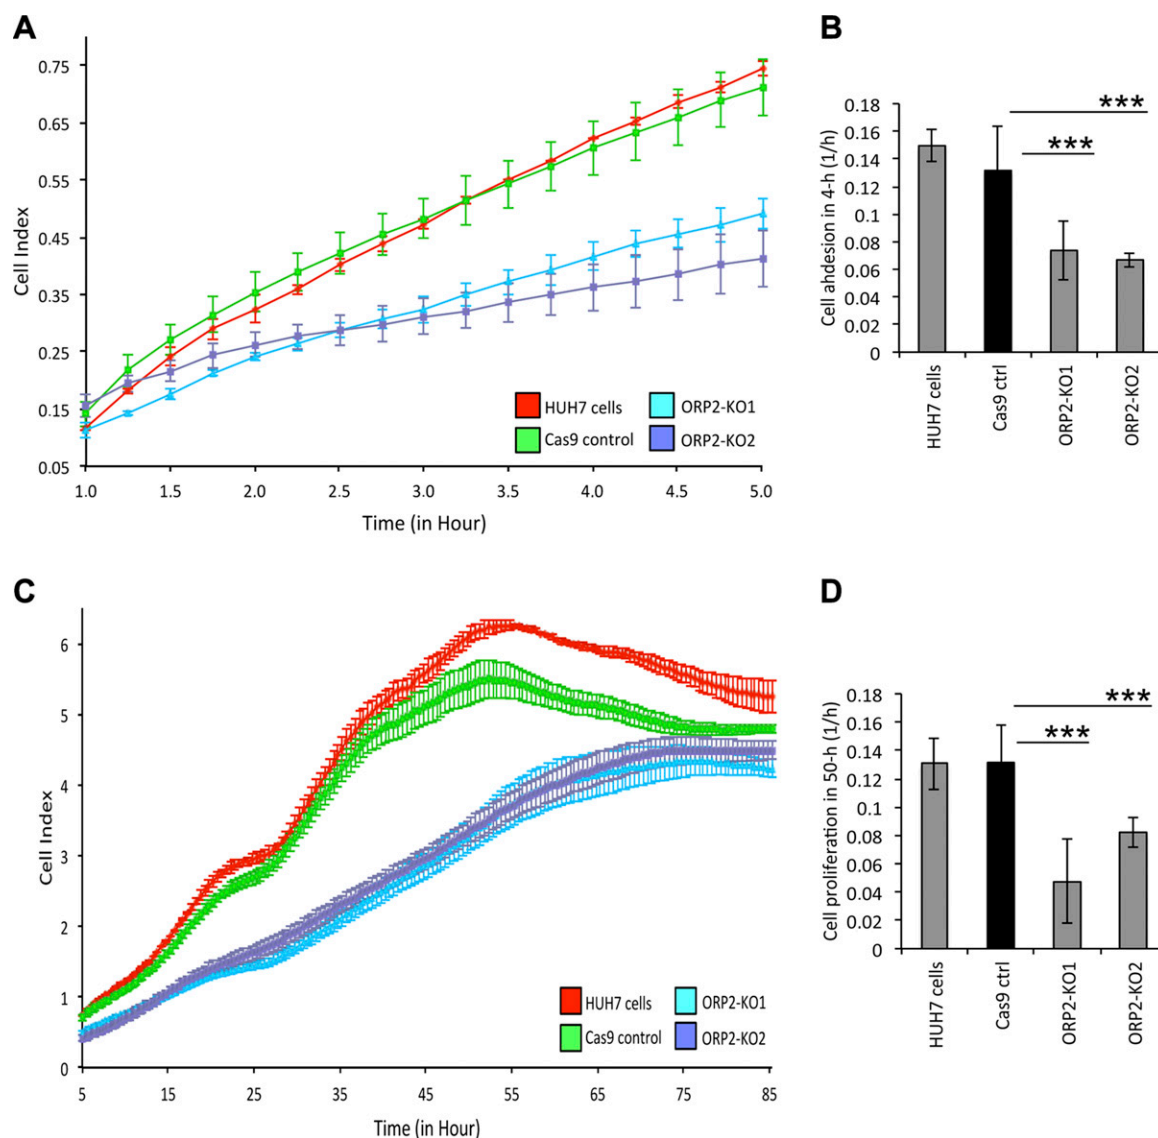 A
Cell Index
0.75
0.65
0.55
0.45
0.35
0.25
0.15
0.05
1.0 1.5 2.0 2.5 3.0 3.5 4.0 4.5 5.0
Time (in Hour)
HUH7 cells ORP2-KO1
Cas9 control ORP2-KO2
B
Cell ahdesion in 4-h (1/h)
0.18
0.16
0.14
0.12
0.1
0.08
0.06
0.04
0.02
0
***
***
HUH7 cells
Cas9 ctrl
ORP2-KO1
ORP2-KO2
C
Cell Index
6
5
4
3
2
1
0
5 15 25 35 45 55 65 75 85
Time (in Hour)
HUH7 cells ORP2-KO1
Cas9 control ORP2-KO2
D
Cell proliferation in 50-h (1/h)
0.18
0.16
0.14
0.12
0.1
0.08
0.06
0.04
0.02
0
***
***
HUH7 cells
Cas9 ctrl
ORP2-KO1
ORP2-KO2